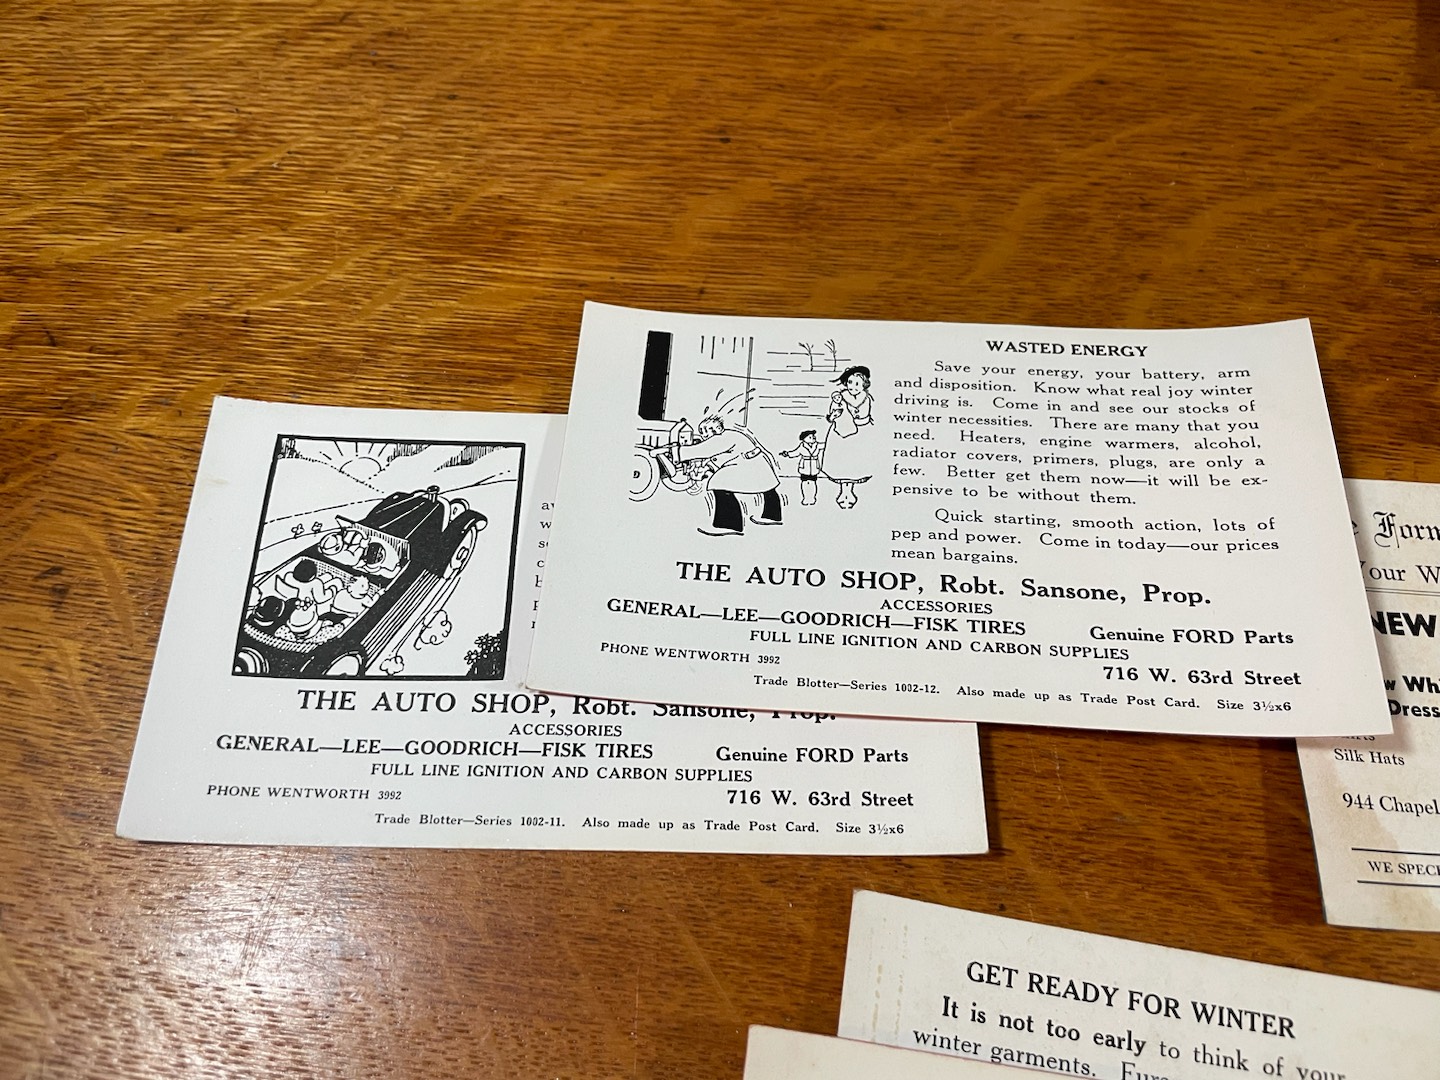 WASTED ENERGY
Save your energy, your battery, arm
and disposition. Know what real joy winter
driving is. Come in and see our stocks of
winter necessities. There are many that you
need. Heaters, engine warmers, alcohol,
radiator covers, primers, plugs, are only a
few. Better get them now—it will be ex-
pensive to be without them.
Quick starting, smooth action, lots of
pep and power. Come in today—our prices
mean bargains.
THE AUTO SHOP, Robt. Sansone, Prop.
ACCESSORIES
GENERAL—LEE—GOODRICH—FISK TIRES Genuine FORD Parts
FULL LINE IGNITION AND CARBON SUPPLIES
PHONE WENTWORTH 3992 716 W. 63rd Street
Trade Blotter—Series 1002-12. Also made up as Trade Post Card. Size 3½x6
THE AUTO SHOP, Robt. Sansone, Prop.
ACCESSORIES
GENERAL—LEE—GOODRICH—FISK TIRES Genuine FORD Parts
FULL LINE IGNITION AND CARBON SUPPLIES
PHONE WENTWORTH 3992 716 W. 63rd Street
Trade Blotter—Series 1002-11. Also made up as Trade Post Card. Size 3½x6
Your W
NEW
Dress
Silk Hats
944 Chapel
WE SPEC
GET READY FOR WINTER
It is not too early to think of your
winter garments.